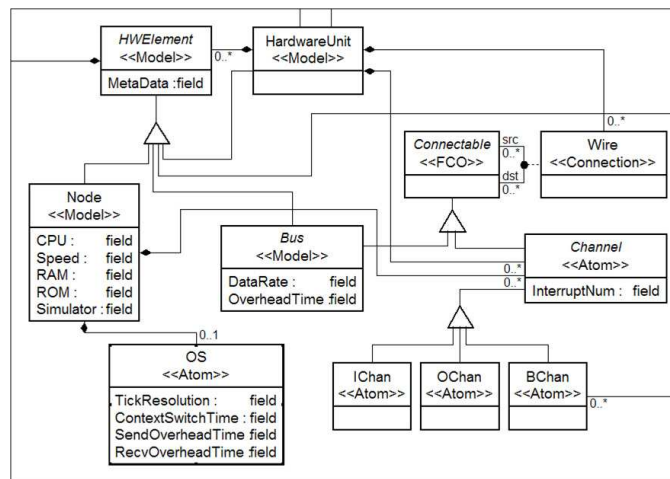 HWElement
<<Model>>
MetaData :field
0..*
HardwareUnit
<<Model>>
0..*
Connectable
<<FCO>>
src
0..*
dst
0..*
Wire
<<Connection>>
Node
<<Model>>
CPU : field
Speed : field
RAM : field
ROM : field
Simulator :field
Bus
<<Model>>
DataRate : field
OverheadTime :field
Channel
<<Atom>>
InterruptNum : field
0..*
0..*
0..1
OS
<<Atom>>
TickResolution : field
ContextSwitchTime : field
SendOverheadTime :field
RecvOverheadTime :field
IChan
<<Atom>>
OChan
<<Atom>>
BChan
<<Atom>>
0..*